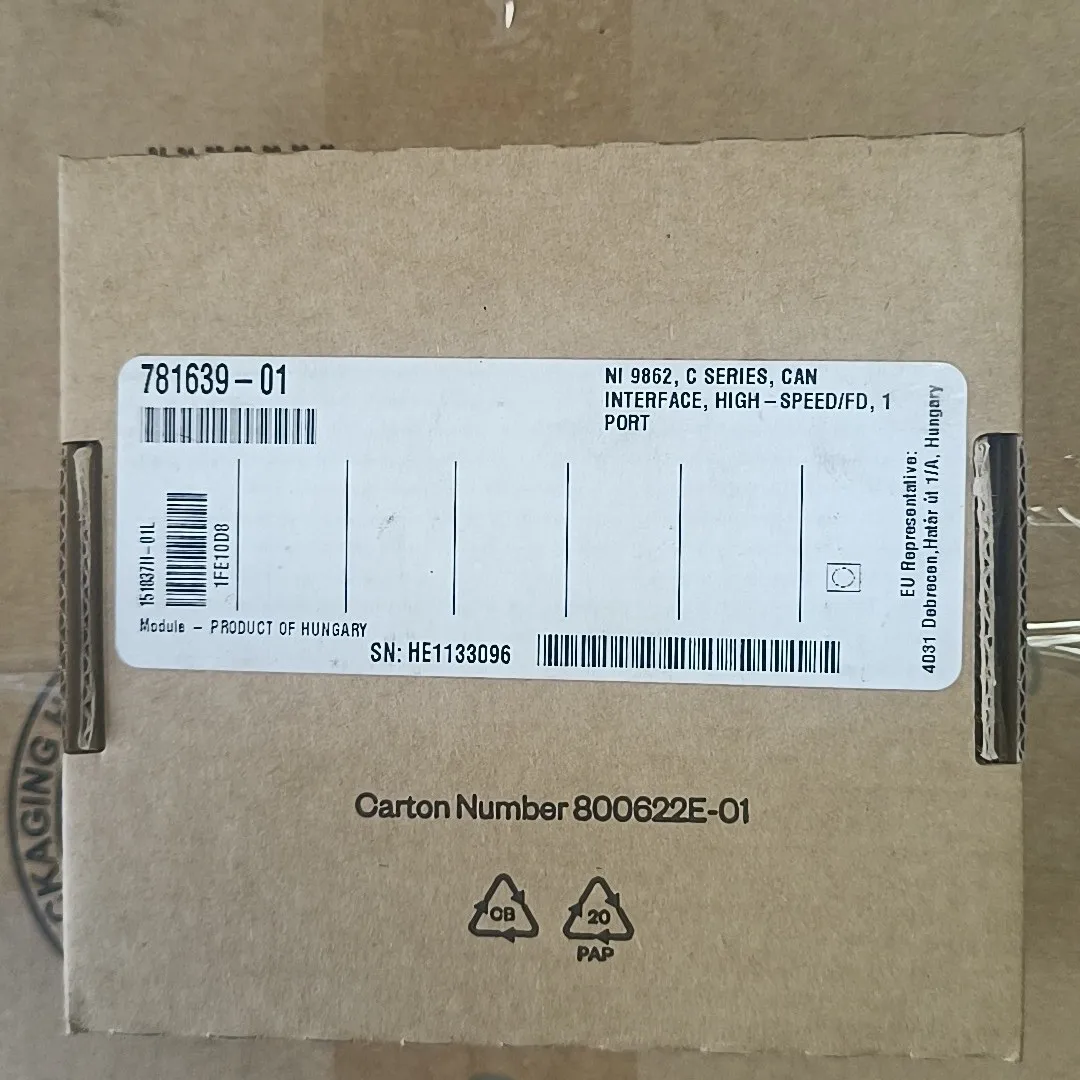 781639-01
NI 9862, C SERIES, CAN
INTERFACE, HIGH-SPEED/FD, 1
PORT
151837H-01L
1FE10D8
Module - PRODUCT OF HUNGARY
SN: HE1133096
EU Representative:
4031 Debrecen,Határ út 1/A, Hungary
Carton Number 800622E-01
CB
20
PAP